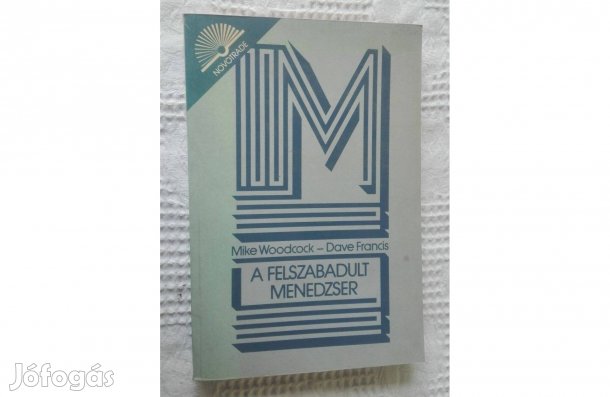 NOVOTRADE
M
Mike Woodcock – Dave Francis
A FELSZABADULT
MENEDZSER
Jófogás